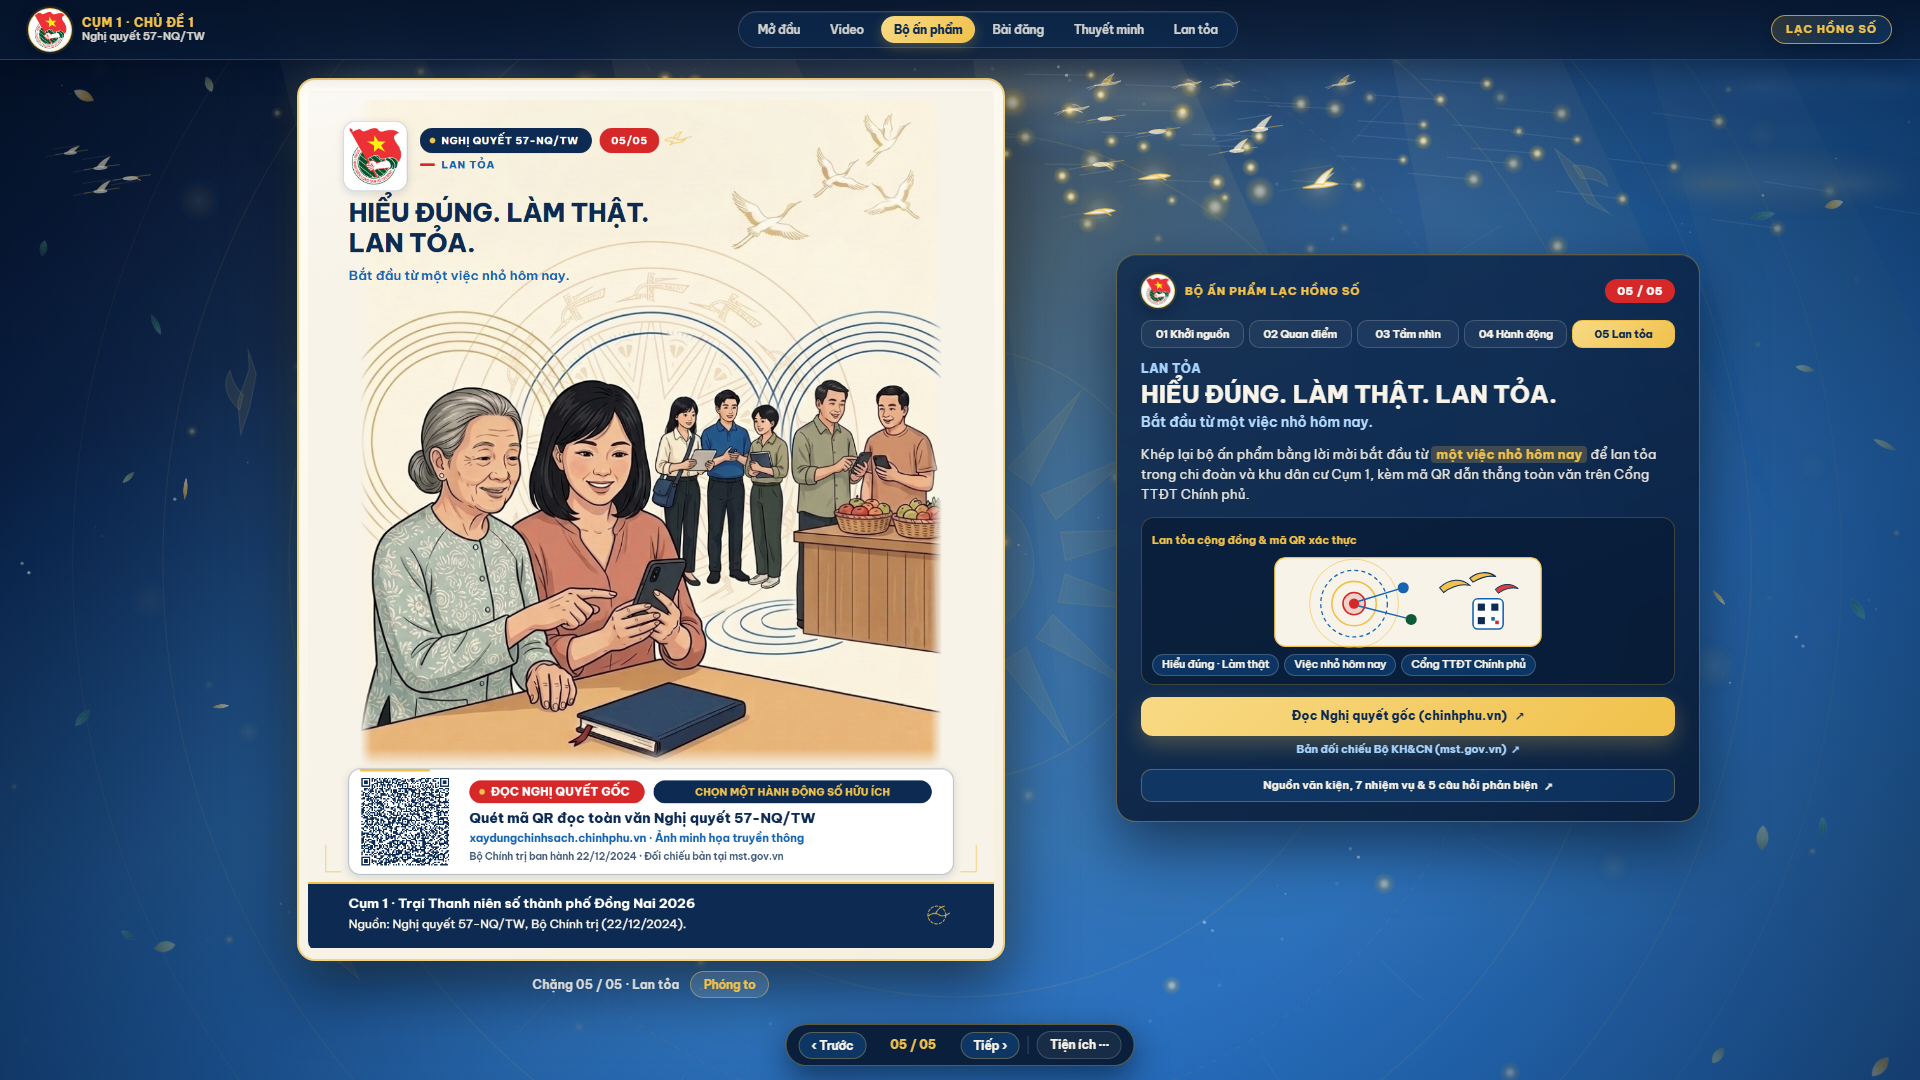 CỤM 1 · CHỦ ĐỀ 1
Nghị quyết 57-NQ/TW
Mở đầu
Video
Bộ ấn phẩm
Bài đăng
Thuyết minh
Lan tỏa
LẠC HỒNG SỐ
NGHỊ QUYẾT 57-NQ/TW
05/05
LAN TỎA
HIỂU ĐÚNG. LÀM THẬT.
LAN TỎA.
Bắt đầu từ một việc nhỏ hôm nay.
ĐỌC NGHỊ QUYẾT GỐC
CHỌN MỘT HÀNH ĐỘNG SỐ HỮU ÍCH
Quét mã QR đọc toàn văn Nghị quyết 57-NQ/TW
xaydungchinhsach.chinhphu.vn · Ảnh minh họa truyền thông
Bộ Chính trị ban hành 22/12/2024 · Đối chiếu bản tại mst.gov.vn
Cụm 1 · Trại Thanh niên số thành phố Đồng Nai 2026
Nguồn: Nghị quyết 57-NQ/TW, Bộ Chính trị (22/12/2024).
Chặng 05 / 05 · Lan tỏa
Phóng to
BỘ ẤN PHẨM LẠC HỒNG SỐ
05 / 05
01 Khởi nguồn
02 Quan điểm
03 Tầm nhìn
04 Hành động
05 Lan tỏa
LAN TỎA
HIỂU ĐÚNG. LÀM THẬT. LAN TỎA.
Bắt đầu từ một việc nhỏ hôm nay.
Khép lại bộ ấn phẩm bằng lời mời bắt đầu từ một việc nhỏ hôm nay để lan tỏa
trong chi đoàn và khu dân cư Cụm 1, kèm mã QR dẫn thẳng toàn văn trên Cổng
TTĐT Chính phủ.
Lan tỏa cộng đồng & mã QR xác thực
Hiểu đúng · Làm thật
Việc nhỏ hôm nay
Cổng TTĐT Chính phủ
Đọc Nghị quyết gốc (chinhphu.vn) ↗
Bản đối chiếu Bộ KH&CN (mst.gov.vn) ↗
Nguồn văn kiện, 7 nhiệm vụ & 5 câu hỏi phản biện ↗
‹ Trước
05 / 05
Tiếp ›
Tiện ích ···